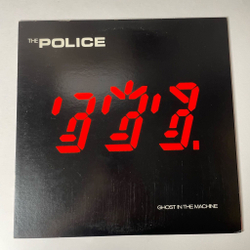 THE POLICE
GHOST IN THE MACHINE